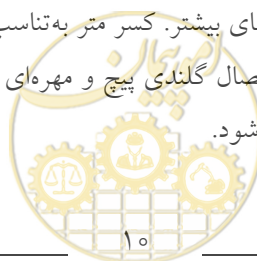 ای بیشتر. کسر متر به‌تناسب
صال گلندی پیچ و مهره‌ای
شود.
۱۰